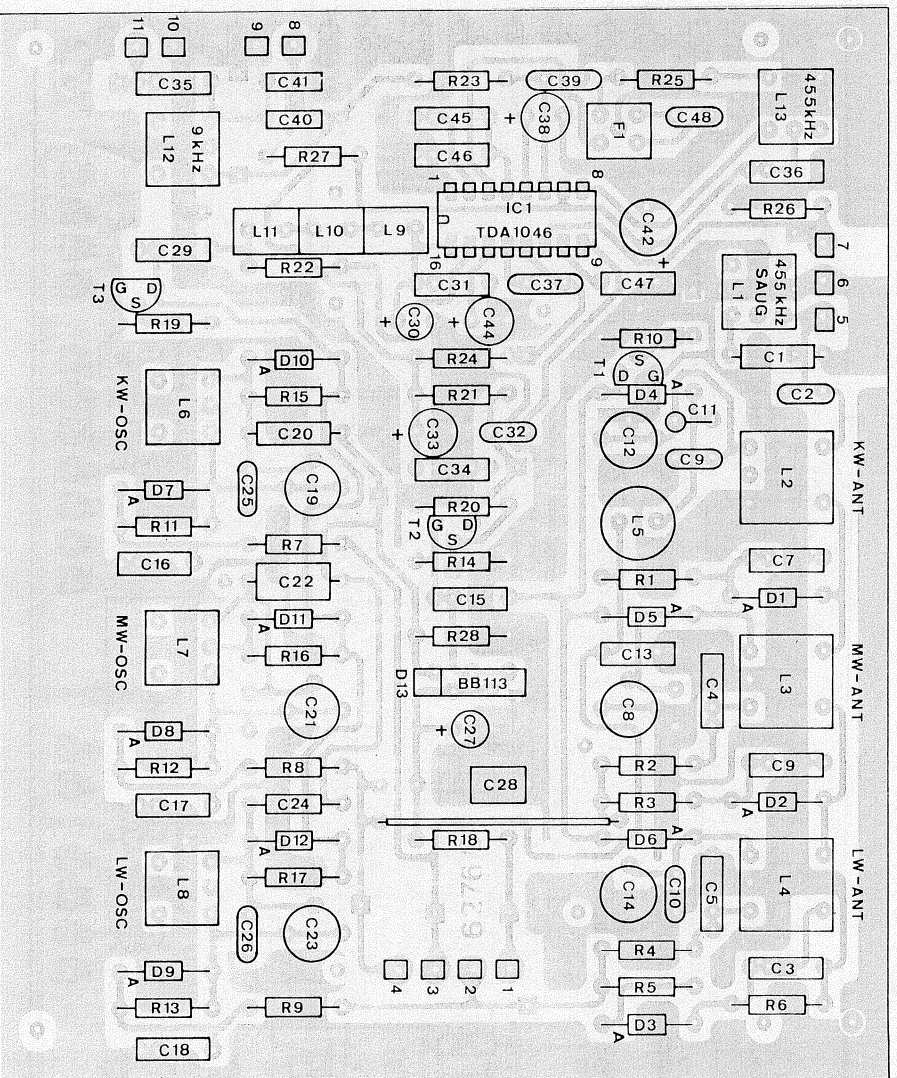 11
10
9
8
C35
C41
R23
C39
R25
455kHz
L13
9kHz
L12
C40
C45
+
C38
F1
C48
R27
C46
C36
1
8
IC1
TDA1046
R26
C42
+
L11
L10
L9
C29
R22
16
9
7
C31
C37
C47
455 kHz
SAUG
L1
6
5
T3
G
S
D
R19
+
C30
+
C44
R10
D10
A
R24
T1
S
D
G
C1
KW-OSC
L6
R15
R21
D4
A
C2
C20
+
C33
C32
C12
C11
C34
C9
L2
KW-ANT
D7
A
C25
C19
R20
L5
R11
T2
G
S
D
R7
C16
R14
C7
C22
R1
C15
D1
A
D11
A
D5
A
MW-OSC
L7
R16
R28
C13
C4
L3
MW-ANT
D13
BB113
C21
C8
D8
A
+
C27
R12
R8
R2
C9
C28
C17
C24
R3
D2
A
D12
A
R18
D6
A
LW-OSC
L8
R17
C14
C10
C5
L4
LW-ANT
C26
C23
R4
D9
A
4
3
2
1
C3
R13
R9
R5
R6
D3
A
C18